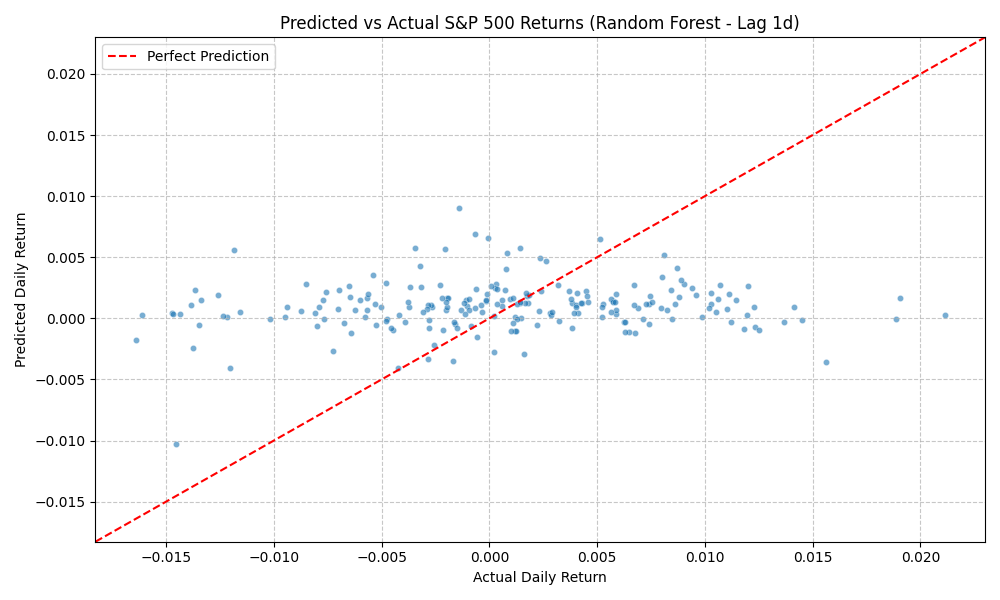 Predicted vs Actual S&P 500 Returns (Random Forest - Lag 1d)
Perfect Prediction
0.020
0.015
0.010
0.005
0.000
−0.005
−0.010
−0.015
Predicted Daily Return
−0.015 −0.010 −0.005 0.000 0.005 0.010 0.015 0.020
Actual Daily Return